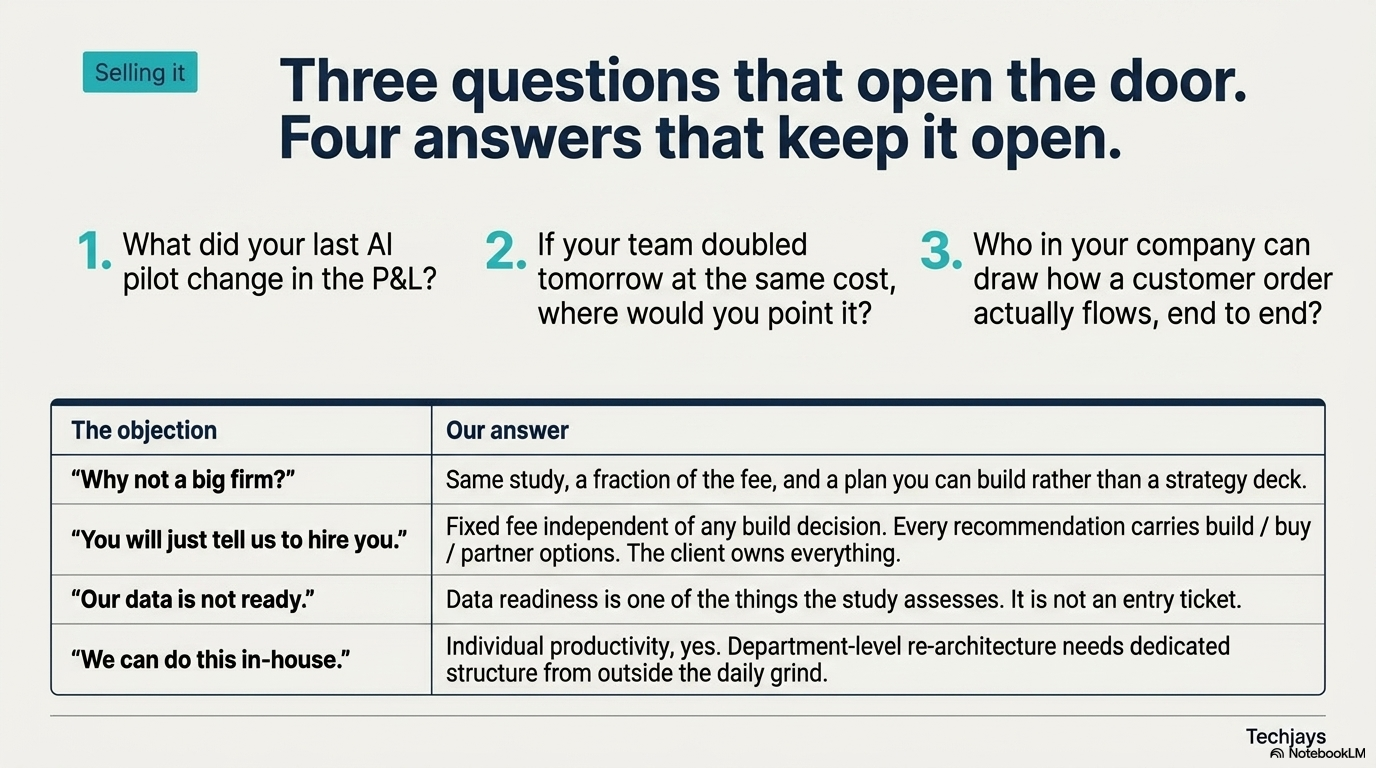 Selling it
Three questions that open the door.
Four answers that keep it open.
1. What did your last AI
pilot change in the P&L?
2. If your team doubled
tomorrow at the same cost,
where would you point it?
3. Who in your company can
draw how a customer order
actually flows, end to end?
The objection
Our answer
“Why not a big firm?”
Same study, a fraction of the fee, and a plan you can build rather than a strategy deck.
“You will just tell us to hire you.”
Fixed fee independent of any build decision. Every recommendation carries build / buy
/ partner options. The client owns everything.
“Our data is not ready.”
Data readiness is one of the things the study assesses. It is not an entry ticket.
“We can do this in-house.”
Individual productivity, yes. Department-level re-architecture needs dedicated
structure from outside the daily grind.
Techjays
NotebookLM